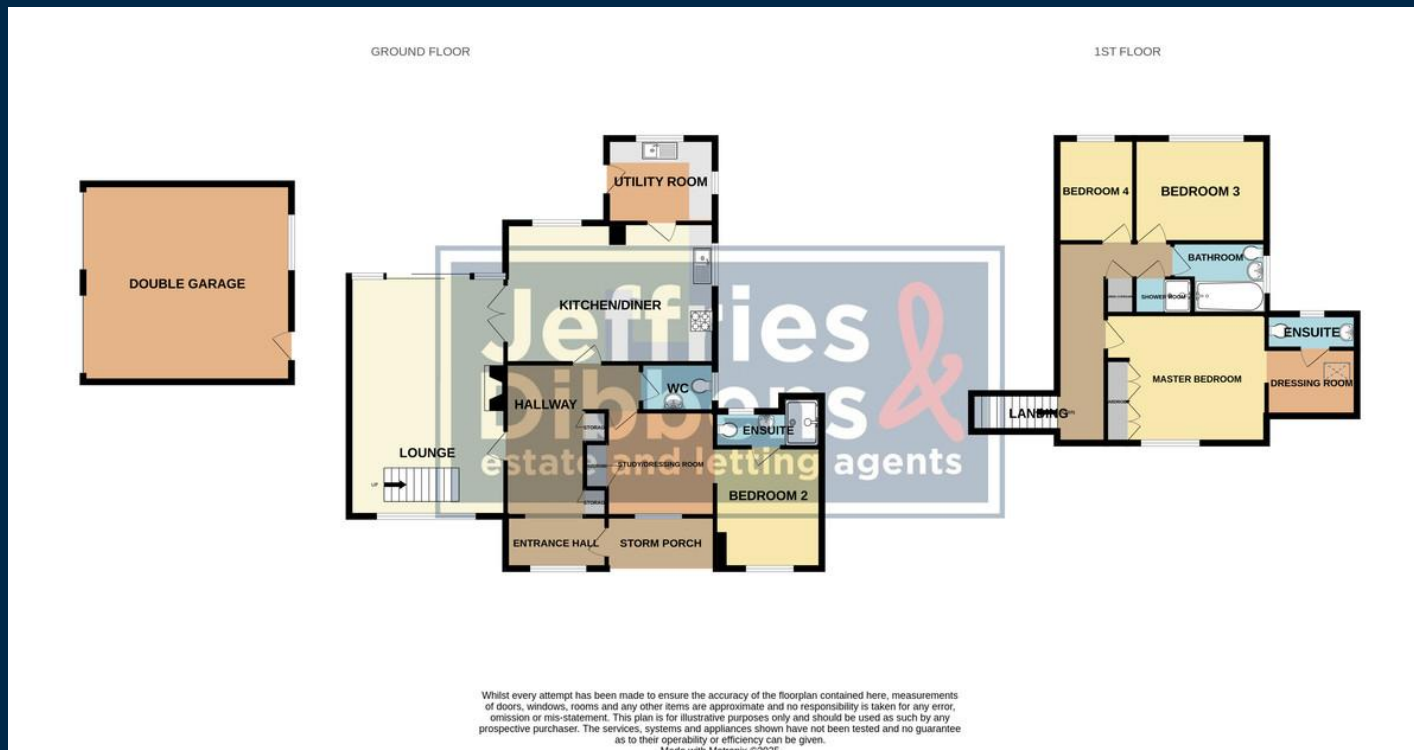 GROUND FLOOR
1ST FLOOR
UTILITY ROOM
BEDROOM 4
BEDROOM 3
DOUBLE GARAGE
BATHROOM
KITCHEN/DINER
SHOWER ROOM
ENSUITE
Jeffries &
Dibbens
estate and letting agents
WC
MASTER BEDROOM
DRESSING ROOM
HALLWAY
LANDING
STORAGE
ENSUITE
LOUNGE
STUDY/DRESSING ROOM
UP
BEDROOM 2
STORAGE
ENTRANCE HALL
STORM PORCH
Whilst every attempt has been made to ensure the accuracy of the floorplan contained here, measurements
of doors, windows, rooms and any other items are approximate and no responsibility is taken for any error,
omission or mis-statement. This plan is for illustrative purposes only and should be used as such by any
prospective purchaser. The services, systems and appliances shown have not been tested and no guarantee
as to their operability or efficiency can be given.
Made with Metropix ©2025